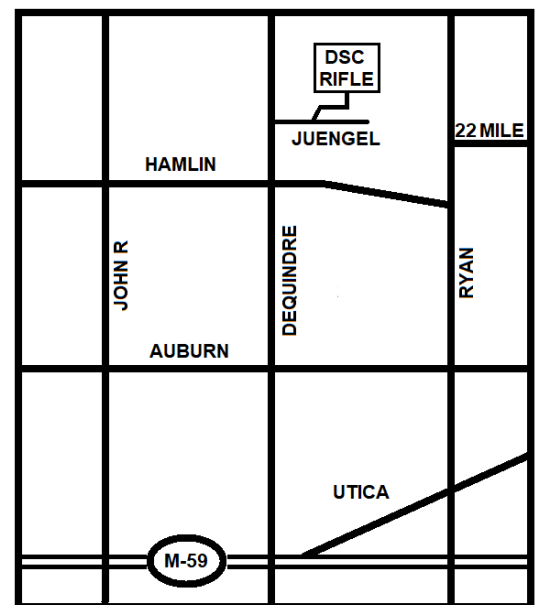 DSC
RIFLE
22 MILE
JUENGEL
HAMLIN
JOHN R
DEQUINDRE
RYAN
AUBURN
UTICA
M-59